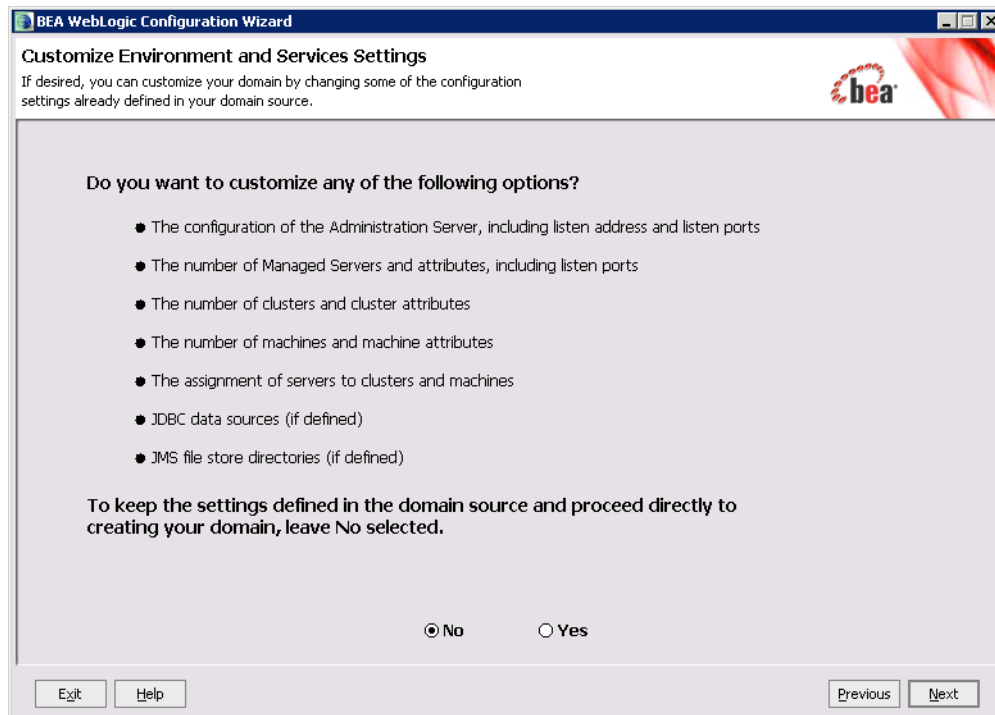 BEA WebLogic Configuration Wizard
Customize Environment and Services Settings
If desired, you can customize your domain by changing some of the configuration
settings already defined in your domain source.
bea
Do you want to customize any of the following options?
The configuration of the Administration Server, including listen address and listen ports
The number of Managed Servers and attributes, including listen ports
The number of clusters and cluster attributes
The number of machines and machine attributes
The assignment of servers to clusters and machines
JDBC data sources (if defined)
JMS file store directories (if defined)
To keep the settings defined in the domain source and proceed directly to
creating your domain, leave No selected.
No Yes
Exit Help Previous Next